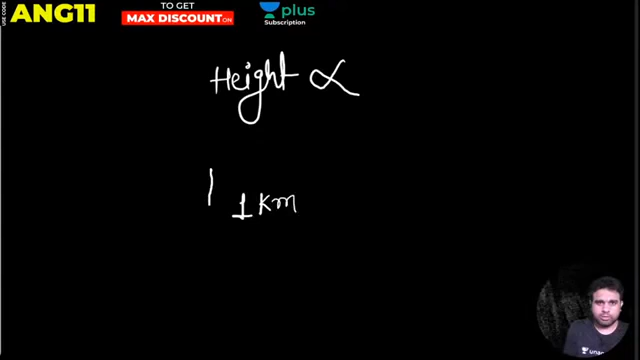 USE CODE
ANG11
TO GET
MAX DISCOUNT ON
plus
Subscription
Height ∝
1 Km